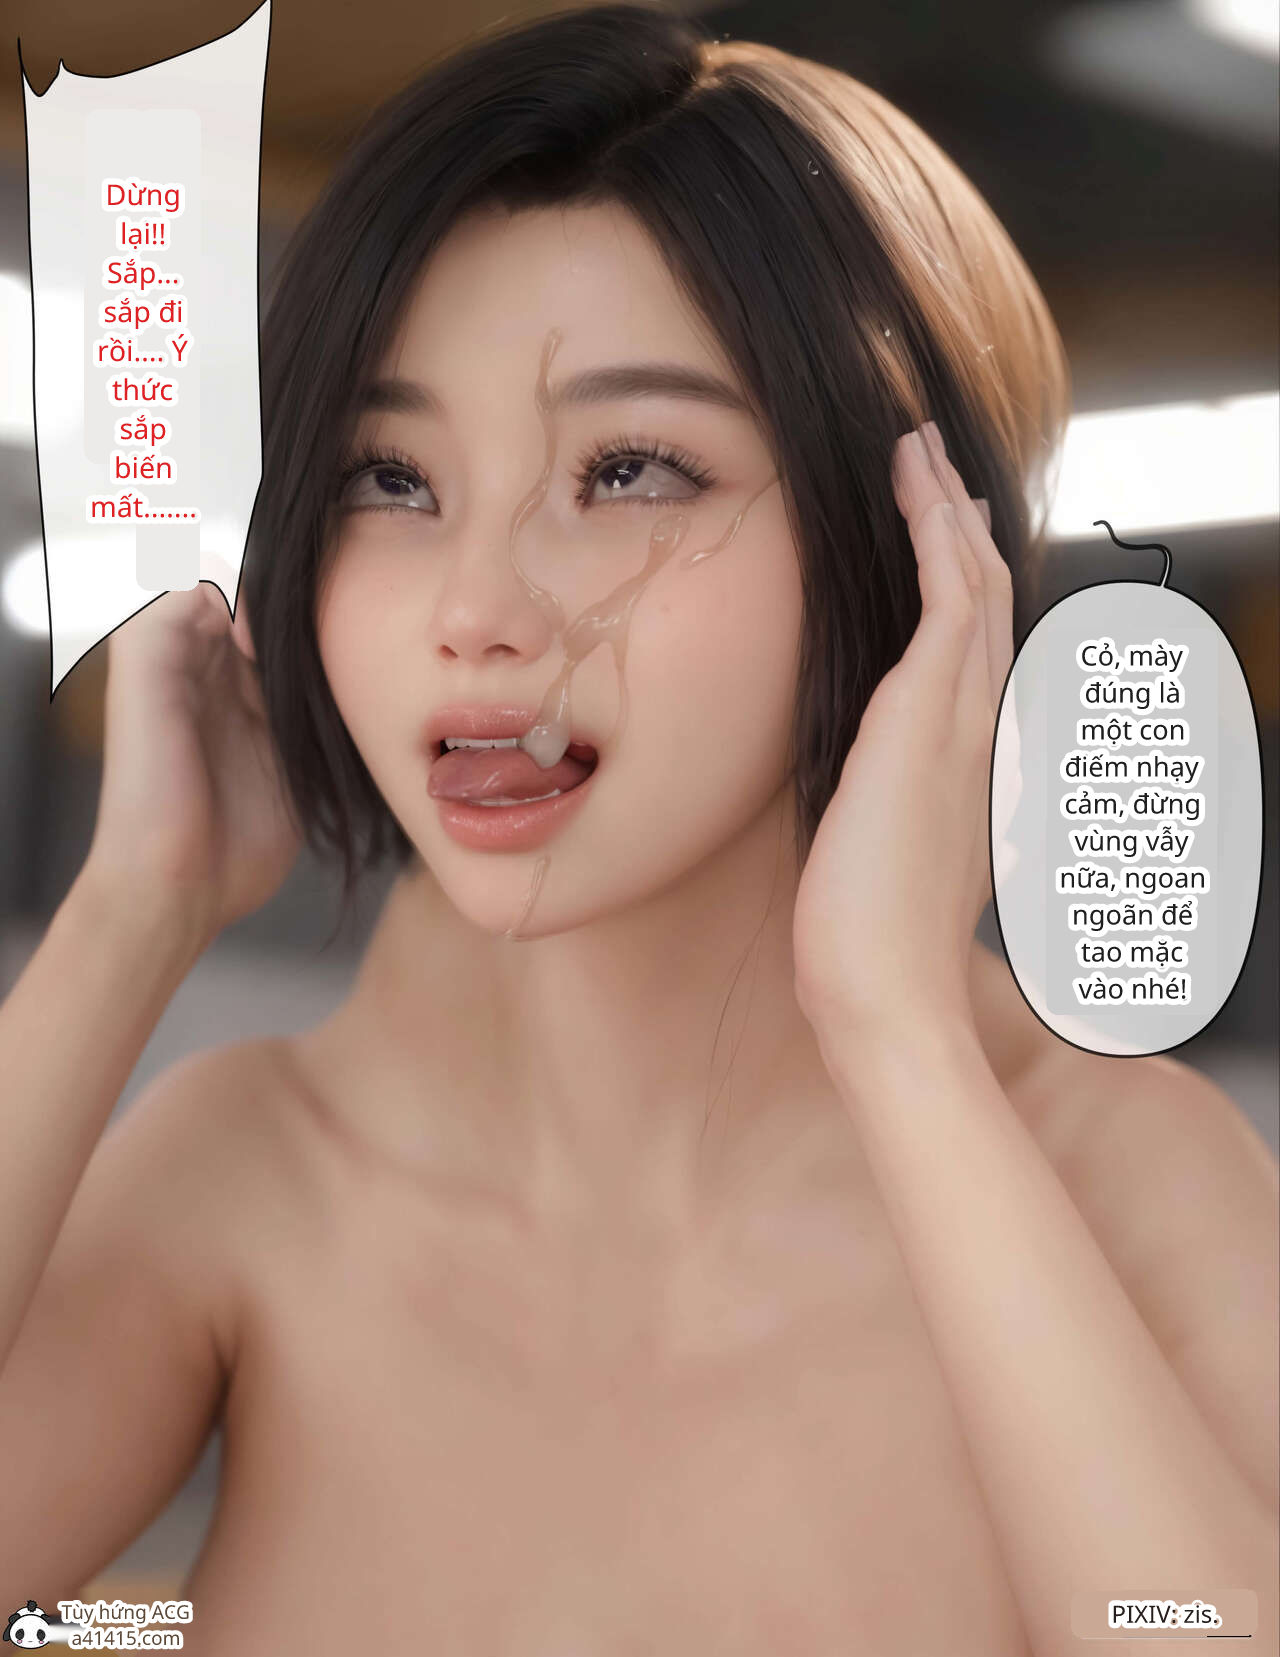 Dừng
lại!!
Sắp...
sắp đi
rồi.... Ý
thức
sắp
biến
mất.......
Cỏ, mày
đúng là
một con
điếm nhạy
cảm, đừng
vùng vẫy
nữa, ngoan
ngoãn để
tao mặc
vào nhé!
Tùy hứng ACG
a41415.com
PIXIV: zis.